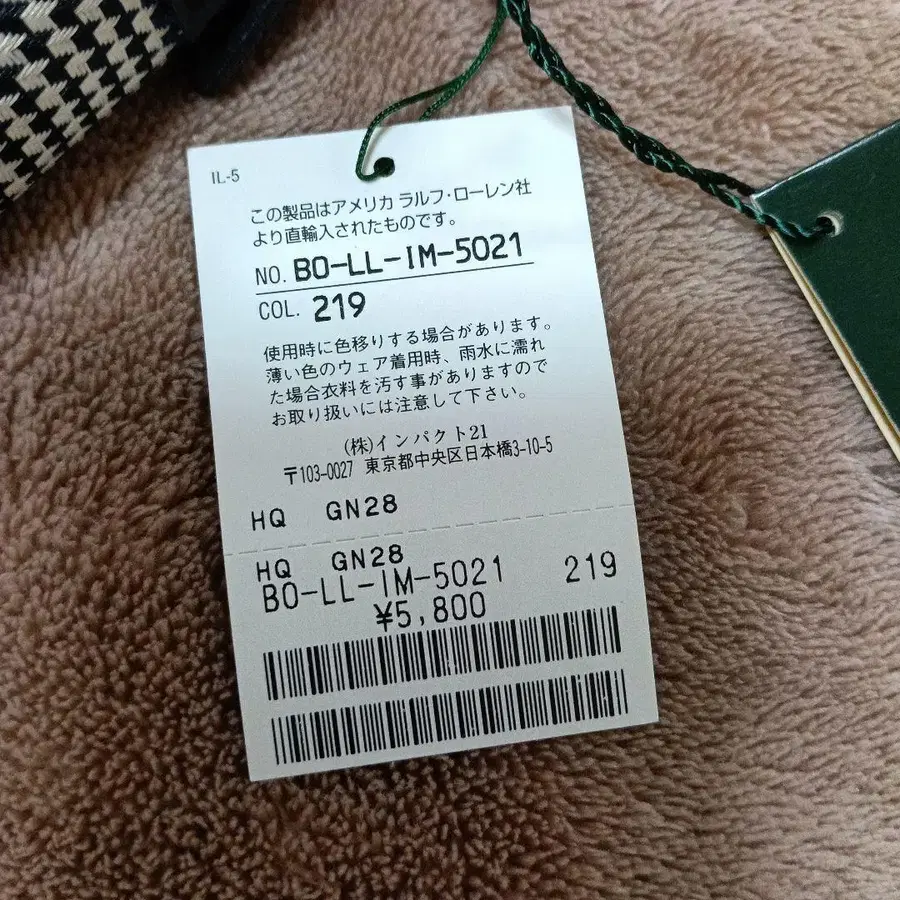 IL-5
この製品はアメリカ ラルフ・ローレン社
より直輸入されたものです。
NO. BO-LL-IM-5021
COL. 219
使用時に色移りする場合があります。
薄い色のウェア着用時、雨水に濡れ
た場合衣料を汚す事がありますので
お取り扱いには注意して下さい。
(株)インパクト21
〒103-0027 東京都中央区日本橋3-10-5
HQ GN28
HQ GN28
BO-LL-IM-5021 219
¥5,800